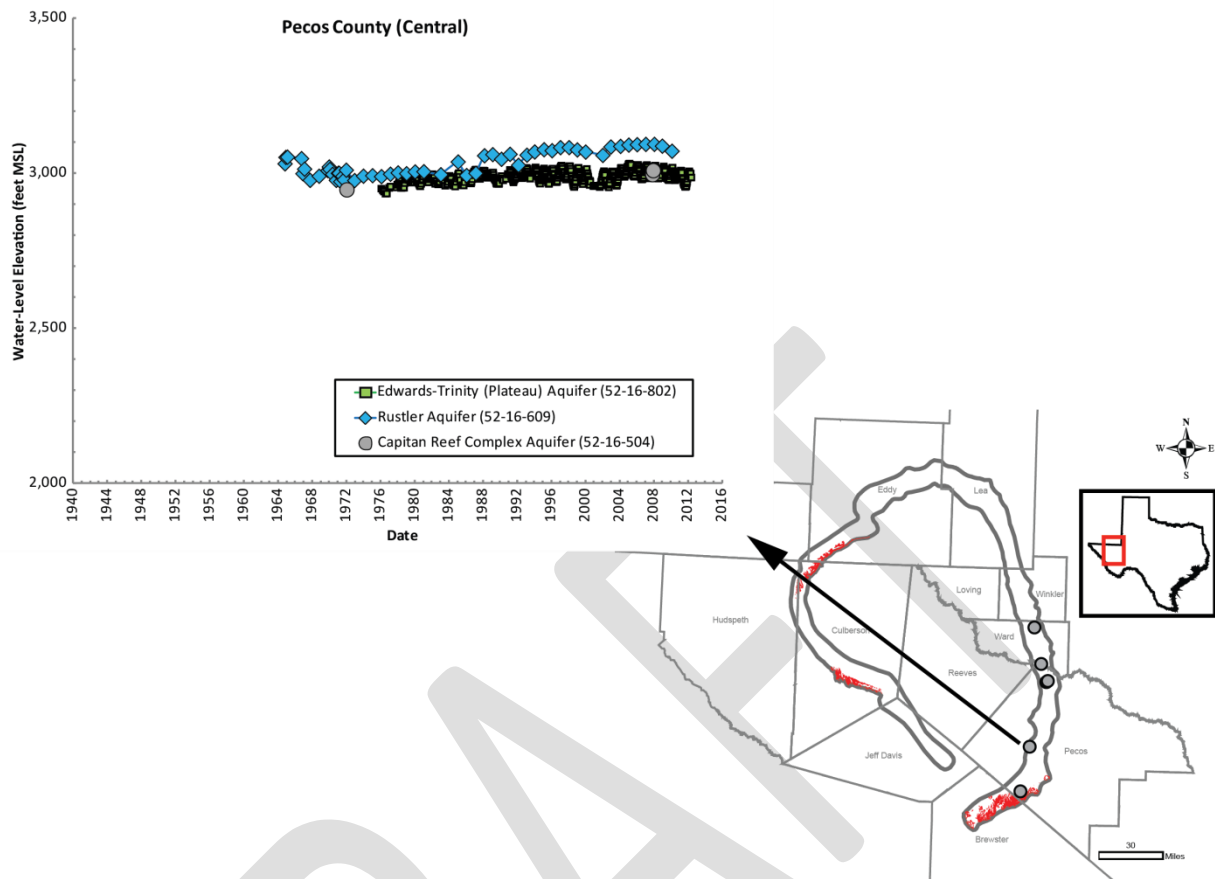 Pecos County (Central)
3,500
3,000
2,500
2,000
Water-Level Elevation (feet MSL)
Edwards-Trinity (Plateau) Aquifer (52-16-802)
Rustler Aquifer (52-16-609)
Capitan Reef Complex Aquifer (52-16-504)
1940
1944
1948
1952
1956
1960
1964
1968
1972
1976
1980
1984
1988
1992
1996
2000
2004
2008
2012
2016
Date
N
W E
S
Eddy
Lea
Loving
Winkler
Hudspeth
Culberson
Ward
Reeves
Jeff Davis
Pecos
Brewster
30
Miles
DRAFT